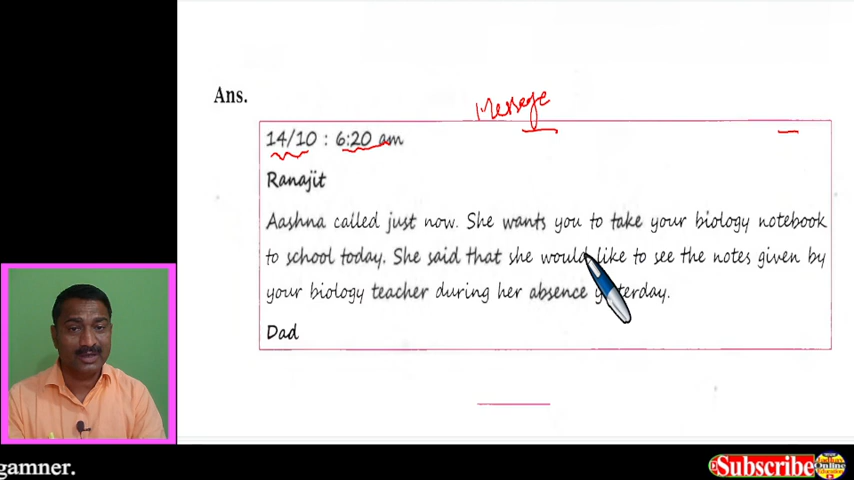 Ans.
Message
14/10 : 6:20 am
Ranajit
Aashna called just now. She wants you to take your biology notebook
to school today. She said that she would like to see the notes given by
your biology teacher during her absence yesterday.
Dad
gamner.
Subscribe
Online